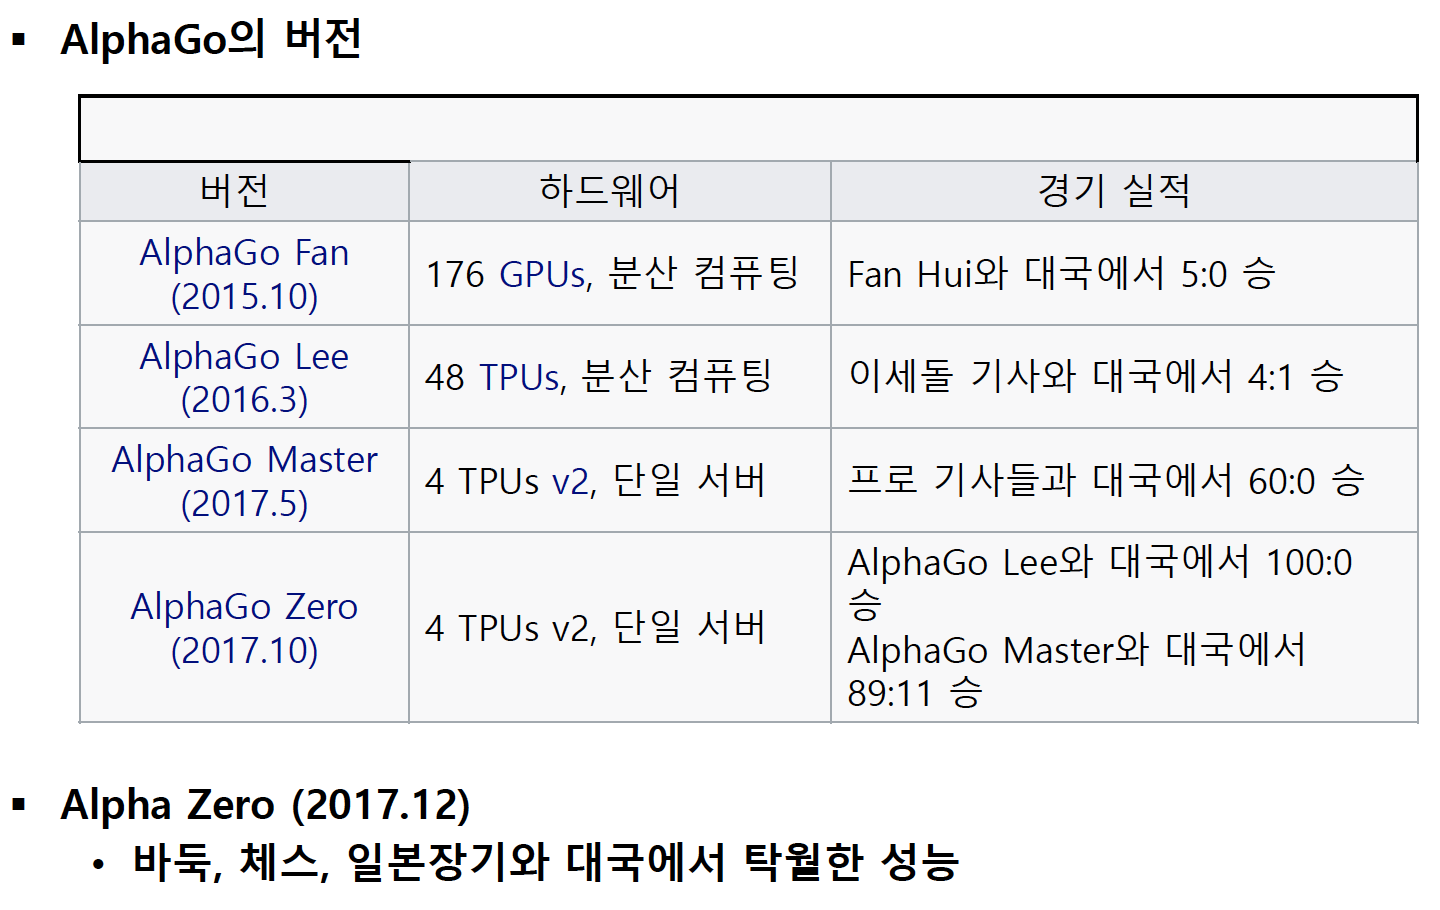 ▪ AlphaGo의 버전
버전 하드웨어 경기 실적
AlphaGo Fan
(2015.10)
176 GPUs, 분산 컴퓨팅
Fan Hui와 대국에서 5:0 승
AlphaGo Lee
(2016.3)
48 TPUs, 분산 컴퓨팅
이세돌 기사와 대국에서 4:1 승
AlphaGo Master
(2017.5)
4 TPUs v2, 단일 서버
프로 기사들과 대국에서 60:0 승
AlphaGo Zero
(2017.10)
4 TPUs v2, 단일 서버
AlphaGo Lee와 대국에서 100:0
승
AlphaGo Master와 대국에서
89:11 승
▪ Alpha Zero (2017.12)
• 바둑, 체스, 일본장기와 대국에서 탁월한 성능